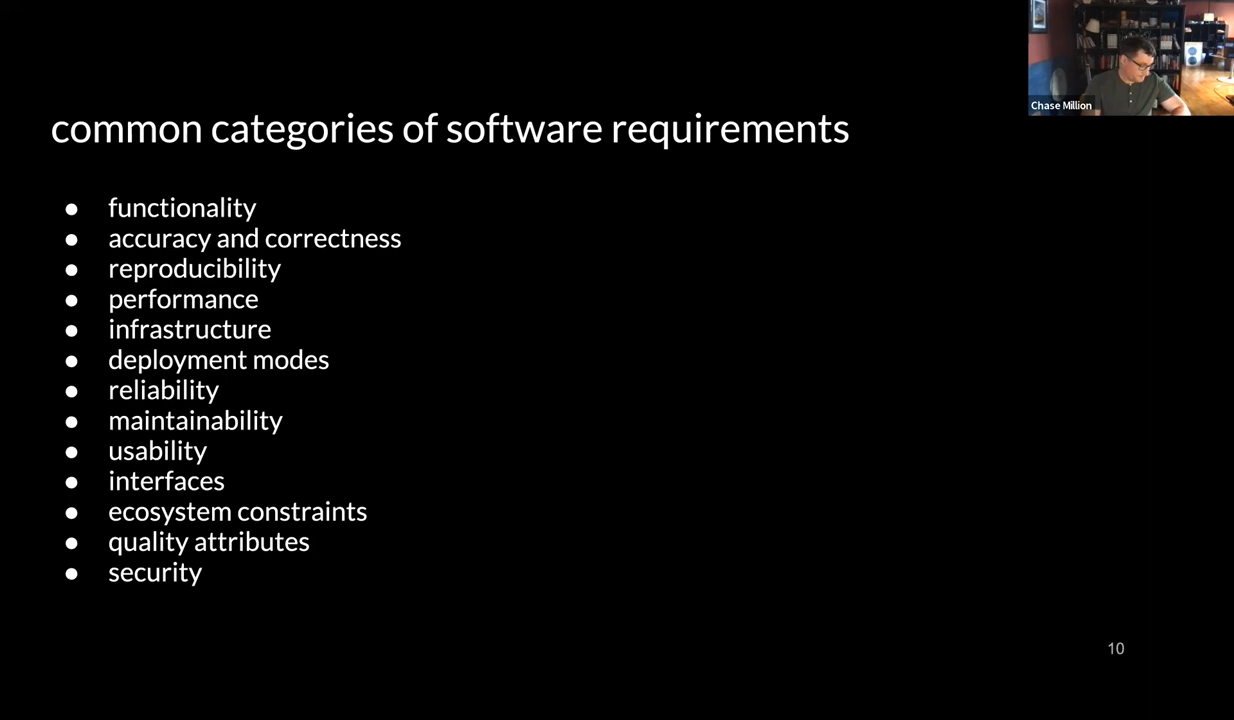 Chase Million
common categories of software requirements
● functionality
● accuracy and correctness
● reproducibility
● performance
● infrastructure
● deployment modes
● reliability
● maintainability
● usability
● interfaces
● ecosystem constraints
● quality attributes
● security
10